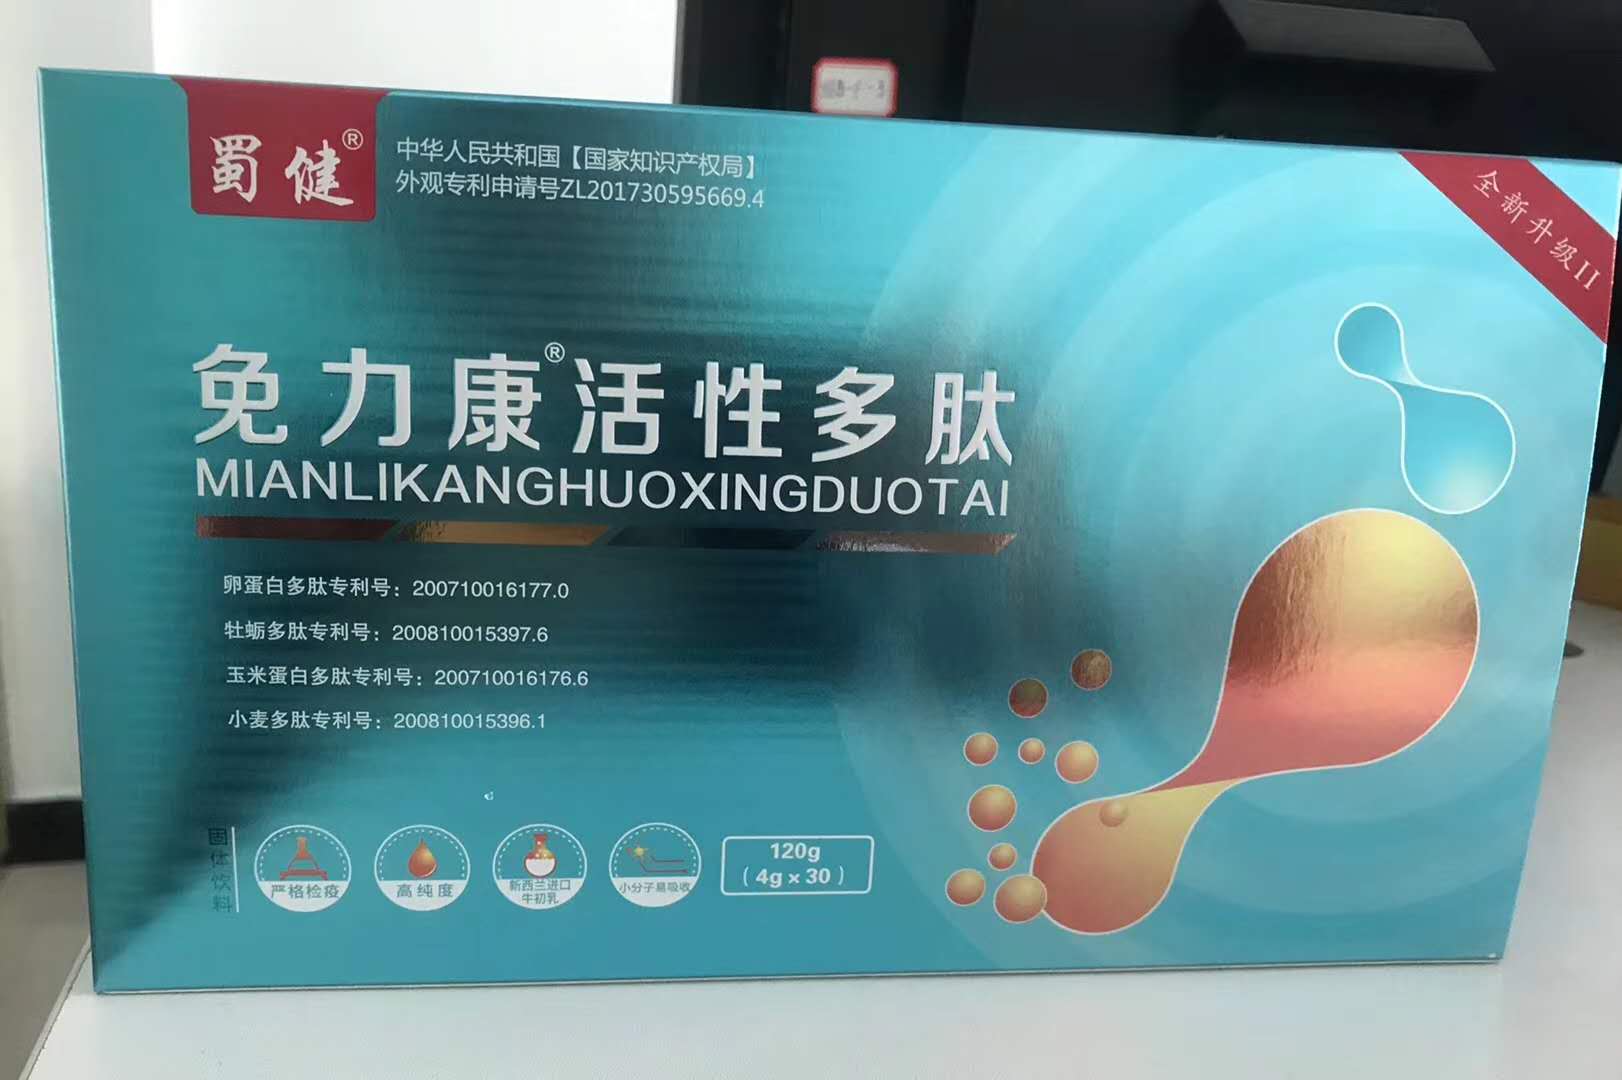 蜀健®
中华人民共和国【国家知识产权局】
外观专利申请号ZL201730595669.4
全新升级II
免力康®活性多肽
MIANLIKANGHUOXINGDUOTAI
卵蛋白多肽专利号：200710016177.0
牡蛎多肽专利号：200810015397.6
玉米蛋白多肽专利号：200710016176.6
小麦多肽专利号：200810015396.1
固体饮料
严格检疫
高纯度
新西兰进口
牛初乳
小分子易吸收
120g
（4g×30）